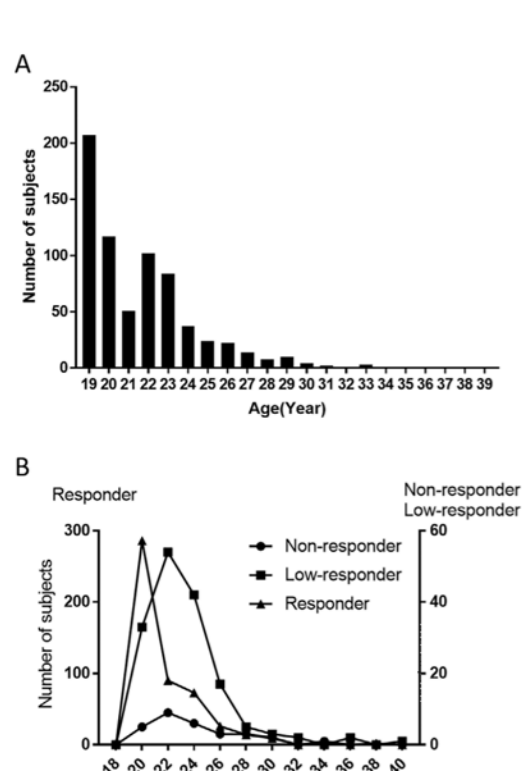 A
250
200
150
100
50
0
Number of subjects
19 20 21 22 23 24 25 26 27 28 29 30 31 32 33 34 35 36 37 38 39
Age(Year)
B
Responder
Non-responder
Low-responder
300
200
100
0
Number of subjects
Non-responder
Low-responder
Responder
60
40
20
0
18 20 22 24 26 28 30 32 34 36 38 40